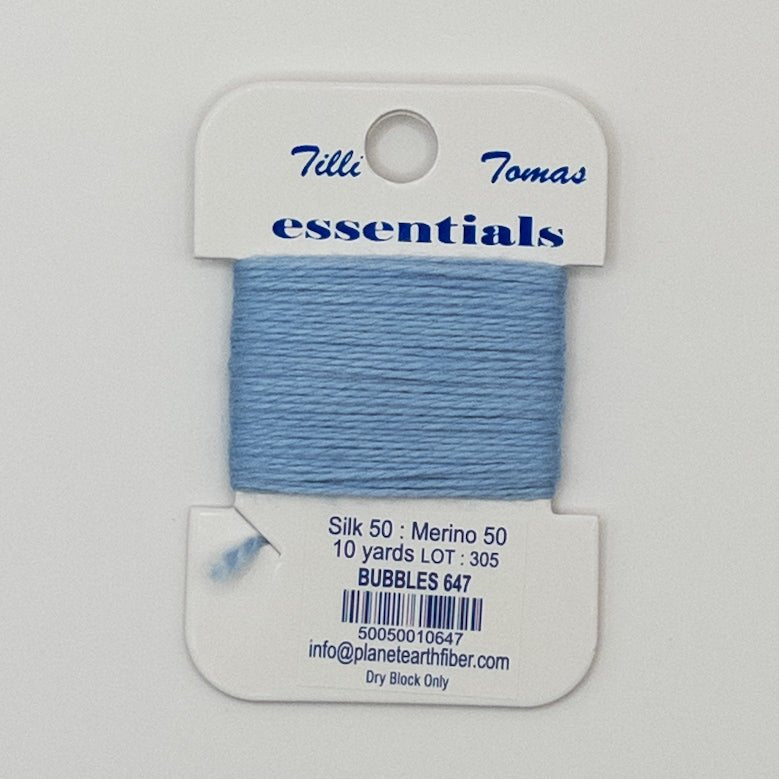 Tilli Tomas
essentials
Silk 50 : Merino 50
10 yards LOT : 305
BUBBLES 647
50050010647
info@planetearthfiber.com
Dry Block Only